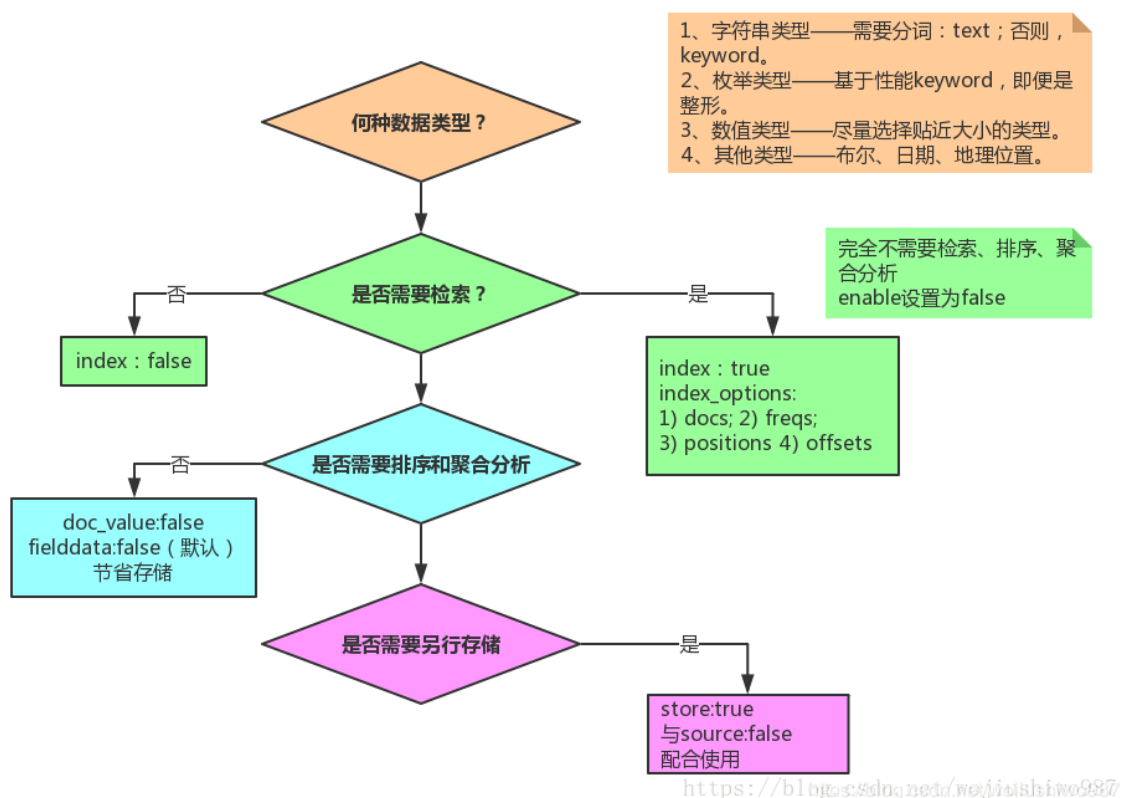 1、字符串类型——需要分词：text；否则，
keyword。
2、枚举类型——基于性能keyword，即便是
整形。
3、数值类型——尽量选择贴近大小的类型。
4、其他类型——布尔、日期、地理位置。
何种数据类型？
完全不需要检索、排序、聚
合分析
enable设置为false
否
是否需要检索？
是
index：false
index：true
index_options:
1) docs; 2) freqs;
3) positions 4) offsets
否
是否需要排序和聚合分析
doc_value:false
fielddata:false（默认）
节省存储
是否需要另行存储
是
store:true
与source:false
配合使用
https://blog.csdn.net/wojiushiwo987